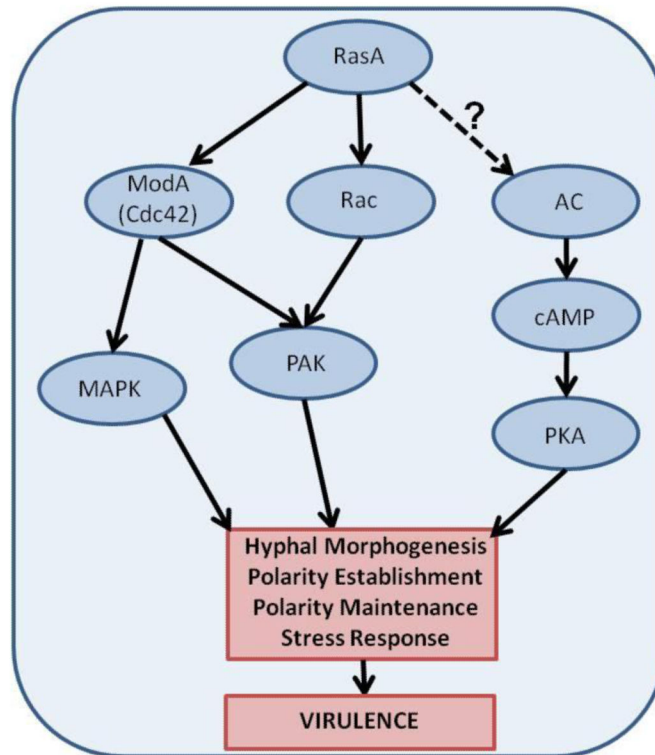 RasA
?
ModA
(Cdc42)
Rac
AC
cAMP
MAPK
PAK
PKA
Hyphal Morphogenesis
Polarity Establishment
Polarity Maintenance
Stress Response
VIRULENCE